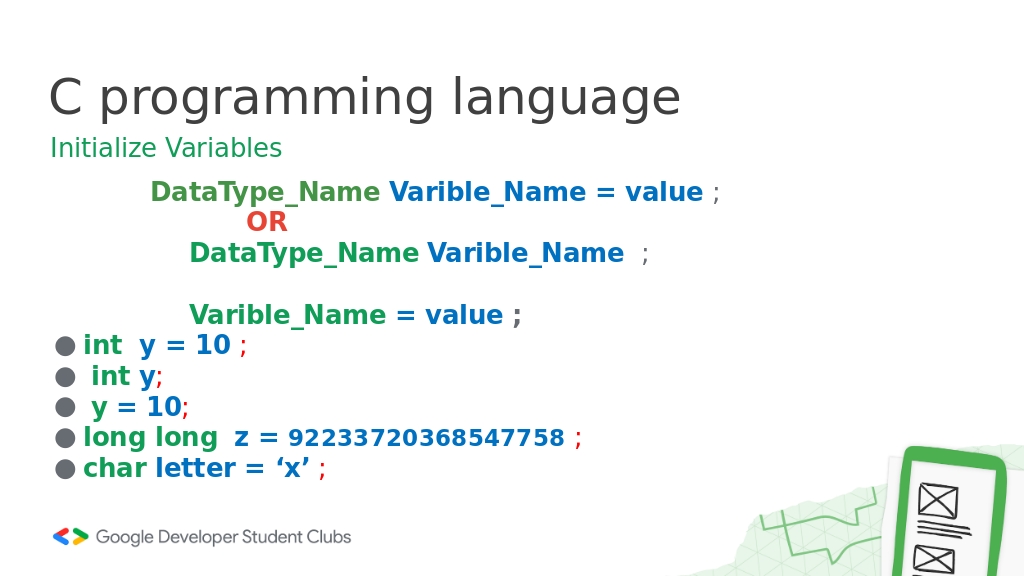 C programming language
Initialize Variables
DataType_Name Varible_Name = value ;
OR
DataType_Name Varible_Name  ;
Varible_Name = value ;
● int  y = 10 ;
● int y;
● y = 10;
● long long  z = 92233720368547758 ;
● char letter = ‘x’ ;
Google Developer Student Clubs